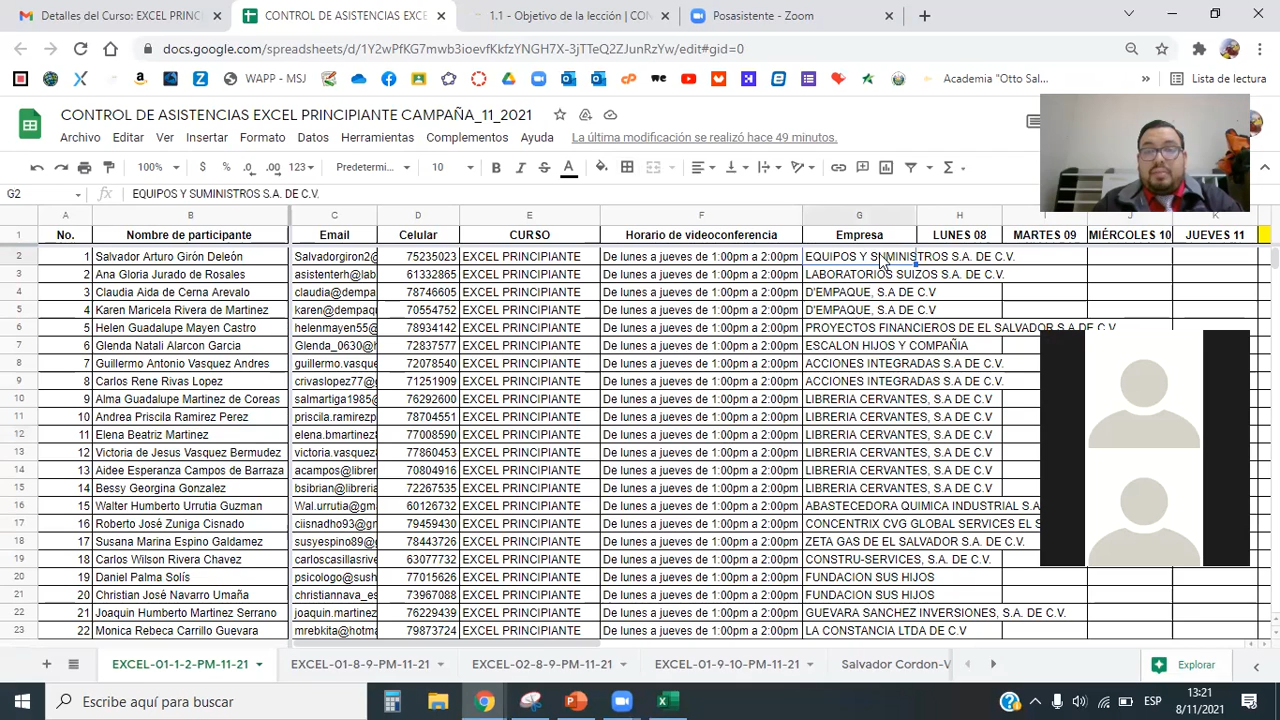 Detalles del Curso: EXCEL PRINCI
CONTROL DE ASISTENCIAS EXCE
1.1 - Objetivo de la lección | CON
Posasistente - Zoom
docs.google.com/spreadsheets/d/1Y2wPfKG7mwb3ioevfKkfzYNGH7X-3jTTeQ2ZJunRzYw/edit#gid=0
WAPP - MSJ
Academia "Otto Sal...
Lista de lectura
CONTROL DE ASISTENCIAS EXCEL PRINCIPIANTE CAMPAÑA_11_2021
Archivo Editar Ver Insertar Formato Datos Herramientas Complementos Ayuda La última modificación se realizó hace 49 minutos.
100% $ % .0 .00 123 Predetermi... 10
G2 fx EQUIPOS Y SUMINISTROS S.A. DE C.V.
A B C D E F G H I J K
1 No. Nombre de participante Email Celular CURSO Horario de videoconferencia Empresa LUNES 08 MARTES 09 MIÉRCOLES 10 JUEVES 11
2 1 Salvador Arturo Girón Deleón Salvadorgiron2@ 75235023 EXCEL PRINCIPIANTE De lunes a jueves de 1:00pm a 2:00pm EQUIPOS Y SUMINISTROS S.A. DE C.V.
3 2 Ana Gloria Jurado de Rosales asistenterh@lab 61332865 EXCEL PRINCIPIANTE De lunes a jueves de 1:00pm a 2:00pm LABORATORIOS SUIZOS S.A. DE C.V.
4 3 Claudia Aida de Cerna Arevalo claudia@dempa 78746605 EXCEL PRINCIPIANTE De lunes a jueves de 1:00pm a 2:00pm D'EMPAQUE, S.A DE C.V
5 4 Karen Maricela Rivera de Martinez karen@dempaq 70554752 EXCEL PRINCIPIANTE De lunes a jueves de 1:00pm a 2:00pm D'EMPAQUE, S.A DE C.V
6 5 Helen Guadalupe Mayen Castro helenmayen55@ 78934142 EXCEL PRINCIPIANTE De lunes a jueves de 1:00pm a 2:00pm PROYECTOS FINANCIEROS DE EL SALVADOR S.A DE C.V
7 6 Glenda Natali Alarcon Garcia Glenda_0630@h 72837577 EXCEL PRINCIPIANTE De lunes a jueves de 1:00pm a 2:00pm ESCALON HIJOS Y COMPAÑIA
8 7 Guillermo Antonio Vasquez Andres guillermo.vasque 72078540 EXCEL PRINCIPIANTE De lunes a jueves de 1:00pm a 2:00pm ACCIONES INTEGRADAS S.A DE C.V.
9 8 Carlos Rene Rivas Lopez crivaslopez77@g 71251909 EXCEL PRINCIPIANTE De lunes a jueves de 1:00pm a 2:00pm ACCIONES INTEGRADAS S.A DE C.V.
10 9 Alma Guadalupe Martinez de Coreas salmartiga1985@ 76292600 EXCEL PRINCIPIANTE De lunes a jueves de 1:00pm a 2:00pm LIBRERIA CERVANTES, S.A DE C.V
11 10 Andrea Priscila Ramirez Perez priscila.ramirezp 78704551 EXCEL PRINCIPIANTE De lunes a jueves de 1:00pm a 2:00pm LIBRERIA CERVANTES, S.A DE C.V
12 11 Elena Beatriz Martinez elena.bmartinez 77008590 EXCEL PRINCIPIANTE De lunes a jueves de 1:00pm a 2:00pm LIBRERIA CERVANTES, S.A DE C.V
13 12 Victoria de Jesus Vasquez Bermudez victoria.vasquez 77860453 EXCEL PRINCIPIANTE De lunes a jueves de 1:00pm a 2:00pm LIBRERIA CERVANTES, S.A DE C.V
14 13 Aidee Esperanza Campos de Barraza acampos@librer 70804916 EXCEL PRINCIPIANTE De lunes a jueves de 1:00pm a 2:00pm LIBRERIA CERVANTES, S.A DE C.V
15 14 Bessy Georgina Gonzalez bsibrian@libreria 72267535 EXCEL PRINCIPIANTE De lunes a jueves de 1:00pm a 2:00pm LIBRERIA CERVANTES, S.A DE C.V
16 15 Walter Humberto Urrutia Guzman Wal.urrutia@gm 60126732 EXCEL PRINCIPIANTE De lunes a jueves de 1:00pm a 2:00pm ABASTECEDORA QUIMICA INDUSTRIAL S.A
17 16 Roberto José Zuniga Cisnado ciisnadho93@gm 79459430 EXCEL PRINCIPIANTE De lunes a jueves de 1:00pm a 2:00pm CONCENTRIX CVG GLOBAL SERVICES EL S
18 17 Susana Marina Espino Galdamez susyespino89@g 78443726 EXCEL PRINCIPIANTE De lunes a jueves de 1:00pm a 2:00pm ZETA GAS DE EL SALVADOR S.A. DE C.V.
19 18 Carlos Wilson Rivera Chavez carloscasillasrive 63077732 EXCEL PRINCIPIANTE De lunes a jueves de 1:00pm a 2:00pm CONSTRU-SERVICES, S.A. DE C.V.
20 19 Daniel Palma Solís psicologo@sush 77015626 EXCEL PRINCIPIANTE De lunes a jueves de 1:00pm a 2:00pm FUNDACION SUS HIJOS
21 20 Christian José Navarro Umaña christiannava_es 73967088 EXCEL PRINCIPIANTE De lunes a jueves de 1:00pm a 2:00pm FUNDACION SUS HIJOS
22 21 Joaquin Humberto Martinez Serrano joaquin.martinez 76229439 EXCEL PRINCIPIANTE De lunes a jueves de 1:00pm a 2:00pm GUEVARA SANCHEZ INVERSIONES, S.A. DE C.V.
23 22 Monica Rebeca Carrillo Guevara mrebkita@hotma 79873724 EXCEL PRINCIPIANTE De lunes a jueves de 1:00pm a 2:00pm LA CONSTANCIA LTDA DE C.V
EXCEL-01-1-2-PM-11-21 EXCEL-01-8-9-PM-11-21 EXCEL-02-8-9-PM-11-21 EXCEL-01-9-10-PM-11-21 Salvador Cordon-V Explorar
Escribe aquí para buscar
ESP
13:21
8/11/2021